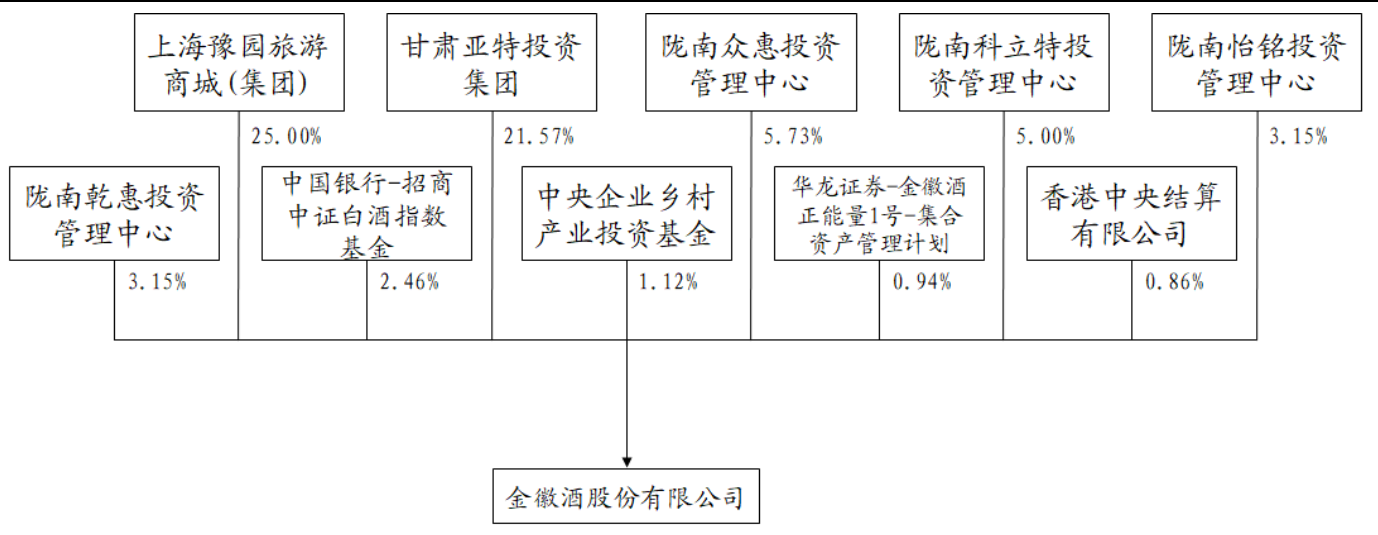 上海豫园旅游
商城(集团)
甘肃亚特投资
集团
陇南众惠投资
管理中心
陇南科立特投
资管理中心
陇南怡铭投资
管理中心
25.00%
21.57%
5.73%
5.00%
3.15%
陇南乾惠投资
管理中心
中国银行-招商
中证白酒指数
基金
中央企业乡村
产业投资基金
华龙证券-金徽酒
正能量1号-集合
资产管理计划
香港中央结算
有限公司
3.15%
2.46%
1.12%
0.94%
0.86%
金徽酒股份有限公司